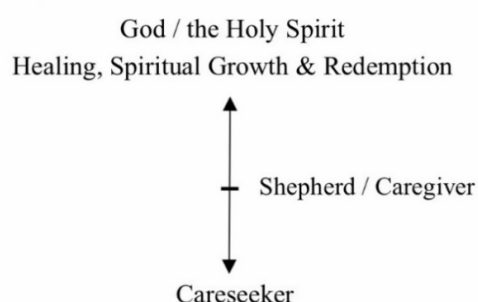 God / the Holy Spirit
Healing, Spiritual Growth & Redemption
Shepherd / Caregiver
Careseeker